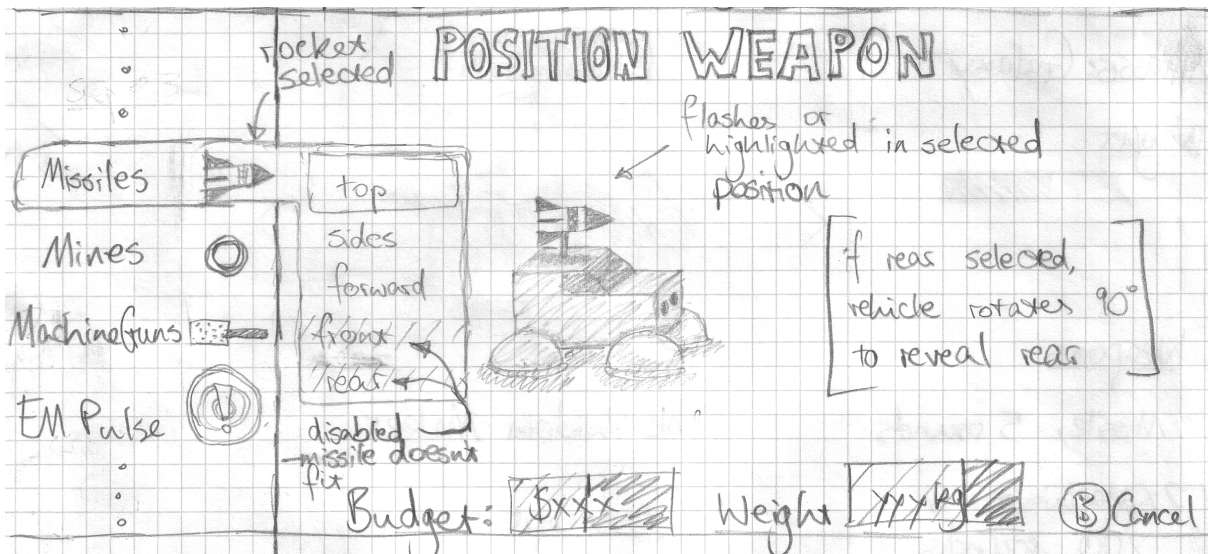 POSITION WEAPON
rocket
selected
flashes or
highlighted in selected
position
Missiles
Mines
MachineGuns
EM Pulse
!
top
sides
forward
front
rear
disabled
- missile doesn't
fit
if rear selected,
vehicle rotates 90°
to reveal rear
Budget: $xxx
Weight yyy kg
B Cancel